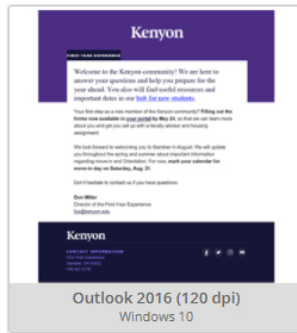 Kenyon
FIRST-YEAR EXPERIENCE
Welcome to the Kenyon community! We are here to
answer your questions and help you prepare for the
year ahead. You also will find useful resources and
important dates in our hub for new students.
Your first step as a new member of the Kenyon community? Filling out the
forms now available in your portal by May 24, so that we can learn more
about you and get you set up with a faculty advisor and housing
assignment.
We look forward to welcoming you to Gambier in August. We will update
you throughout the spring and summer about important information
regarding move-in and Orientation. For now, mark your calendar for
move-in day on Saturday, Aug. 21.
Don't hesitate to contact us if you have questions.
Don Miller
Director of the First-Year Experience
fye@kenyon.edu
Kenyon
CONTACT INFORMATION
First-Year Experience
Gambier, OH 43022
Outlook 2016 (120 dpi)
Windows 10